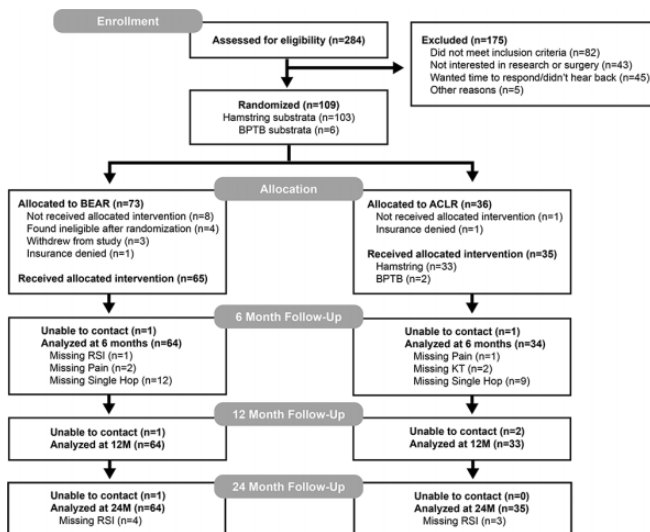 Enrollment
Assessed for eligibility (n=284)
Excluded (n=175)
Did not meet inclusion criteria (n=82)
Not interested in research or surgery (n=43)
Wanted time to respond/didn't hear back (n=45)
Other reasons (n=5)
Randomized (n=109)
Hamstring substrata (n=103)
BPTB substrata (n=6)
Allocation
Allocated to BEAR (n=73)
Not received allocated intervention (n=8)
Found ineligible after randomization (n=4)
Withdrew from study (n=3)
Insurance denied (n=1)
Received allocated intervention (n=65)
Allocated to ACLR (n=36)
Not received allocated intervention (n=1)
Insurance denied (n=1)
Received allocated intervention (n=35)
Hamstring (n=33)
BPTB (n=2)
6 Month Follow-Up
Unable to contact (n=1)
Analyzed at 6 months (n=64)
Missing RSI (n=1)
Missing Pain (n=2)
Missing Single Hop (n=12)
Unable to contact (n=1)
Analyzed at 6 months (n=34)
Missing Pain (n=1)
Missing KT (n=2)
Missing Single Hop (n=9)
12 Month Follow-Up
Unable to contact (n=1)
Analyzed at 12M (n=64)
Unable to contact (n=2)
Analyzed at 12M (n=33)
24 Month Follow-Up
Unable to contact (n=1)
Analyzed at 24M (n=64)
Missing RSI (n=4)
Unable to contact (n=0)
Analyzed at 24M (n=35)
Missing RSI (n=3)